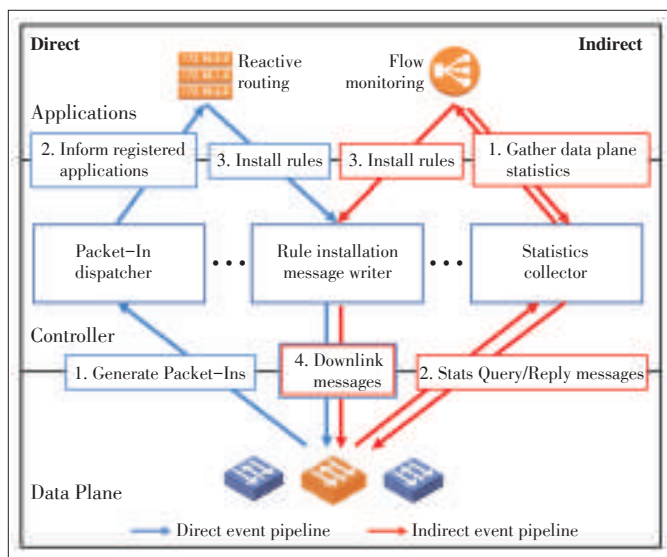 Direct
Indirect
Reactive
routing
Flow
monitoring
Applications
2. Inform registered
applications
3. Install rules
3. Install rules
1. Gather data plane
statistics
Packet-In
dispatcher
•••
Rule installation
message writer
•••
Statistics
collector
Controller
1. Generate Packet-Ins
4. Downlink
messages
2. Stats Query/Reply messages
Data Plane
Direct event pipeline
Indirect event pipeline